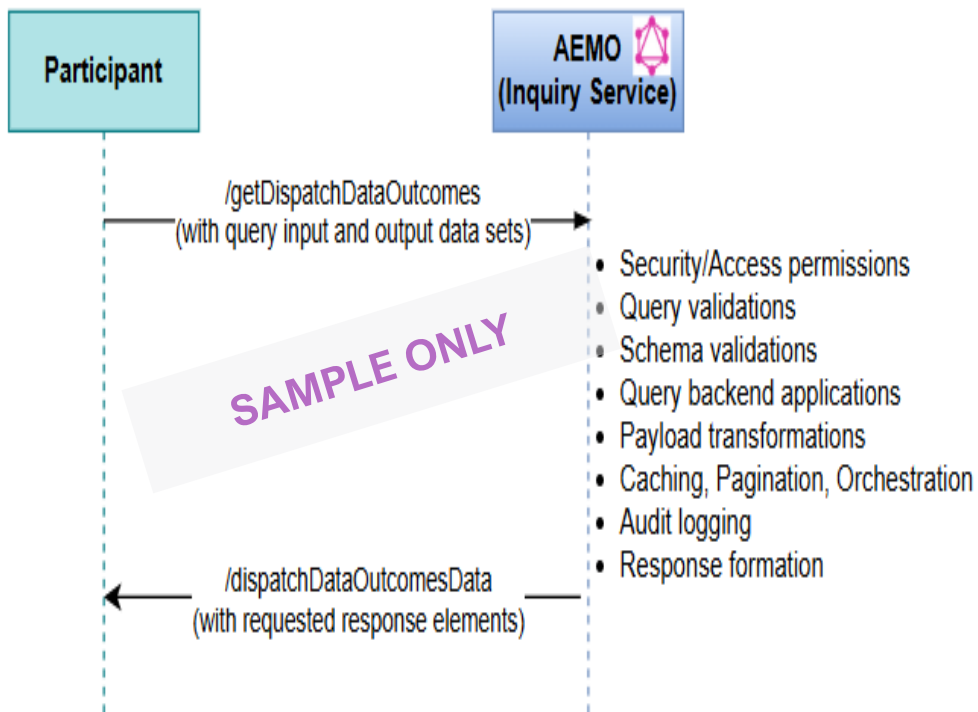 Participant
AEMO
(Inquiry Service)
/getDispatchDataOutcomes
(with query input and output data sets)
• Security/Access permissions
• Query validations
• Schema validations
• Query backend applications
• Payload transformations
• Caching, Pagination, Orchestration
• Audit logging
• Response formation
SAMPLE ONLY
/dispatchDataOutcomesData
(with requested response elements)